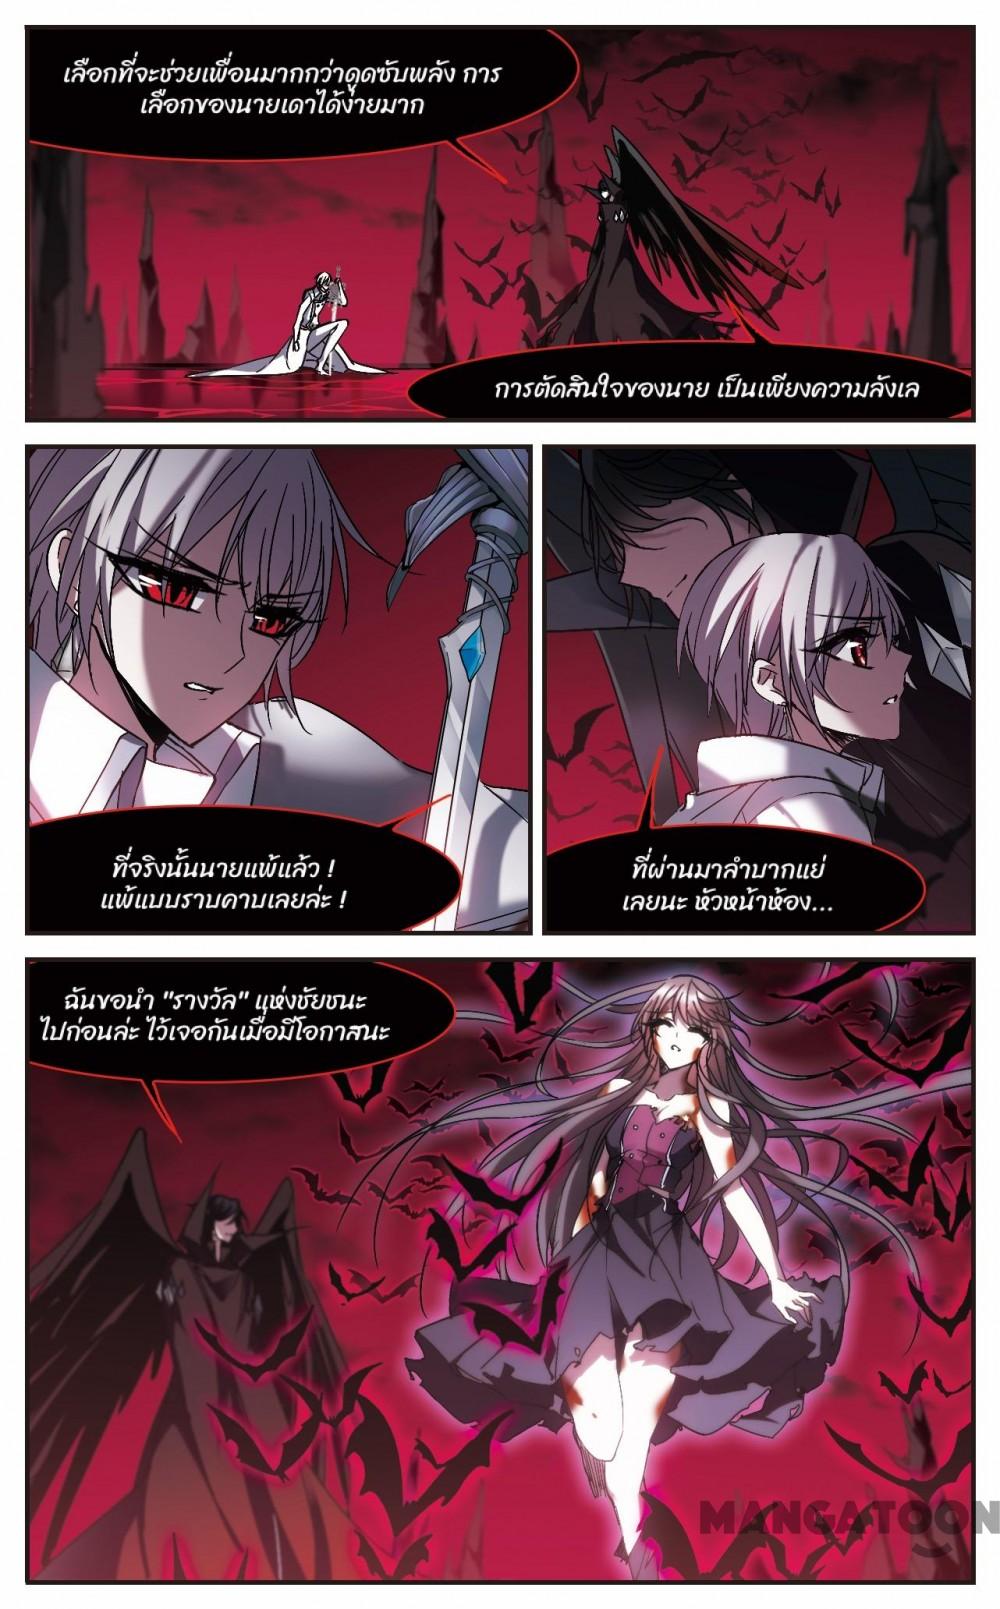 เลือกที่จะช่วยเพื่อนมากกว่าดูดซับพลัง การ
เลือกของนายเดาได้ง่ายมาก
การตัดสินใจของนาย เป็นเพียงความลังเล
ที่จริงนั้นนายแพ้แล้ว !
แพ้แบบราบคาบเลยล่ะ !
ที่ผ่านมาลำบากแย่
เลยนะ หัวหน้าห้อง...
ฉันขอนำ "รางวัล" แห่งชัยชนะ
ไปก่อนล่ะ ไว้เจอกันเมื่อมีโอกาสนะ
MANGATOON